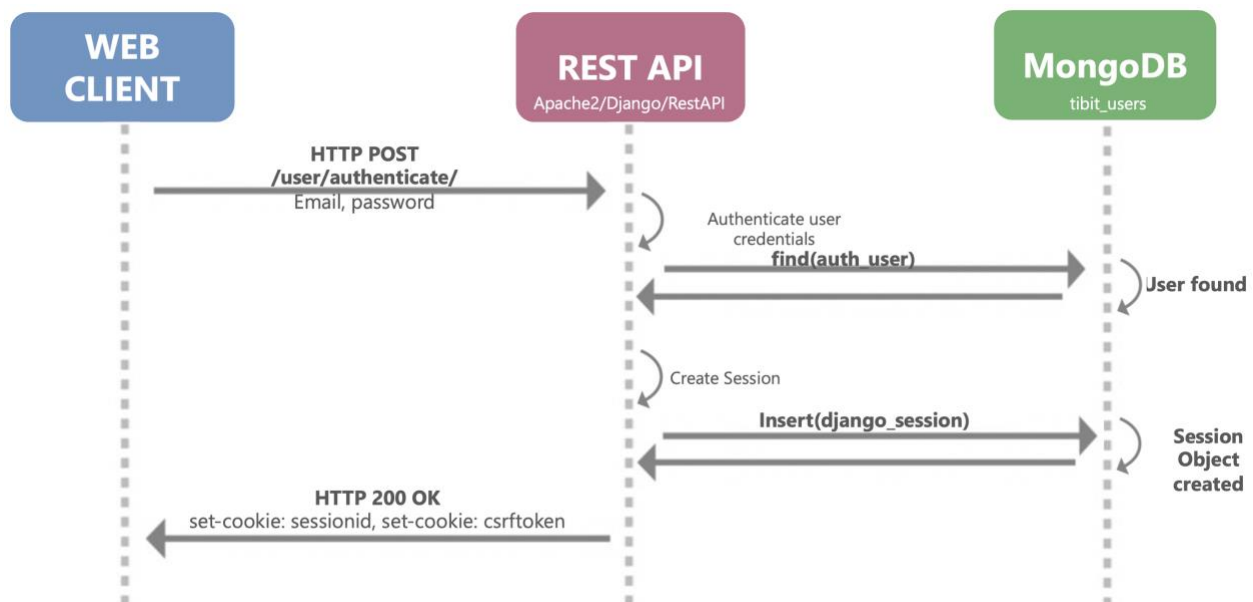 WEB
CLIENT
REST API
Apache2/Django/RestAPI
MongoDB
tibit_users
HTTP POST
/user/authenticate/
Email, password
Authenticate user
credentials
find(auth_user)
User found
Create Session
Insert(django_session)
Session
Object
created
HTTP 200 OK
set-cookie: sessionid, set-cookie: csrftoken